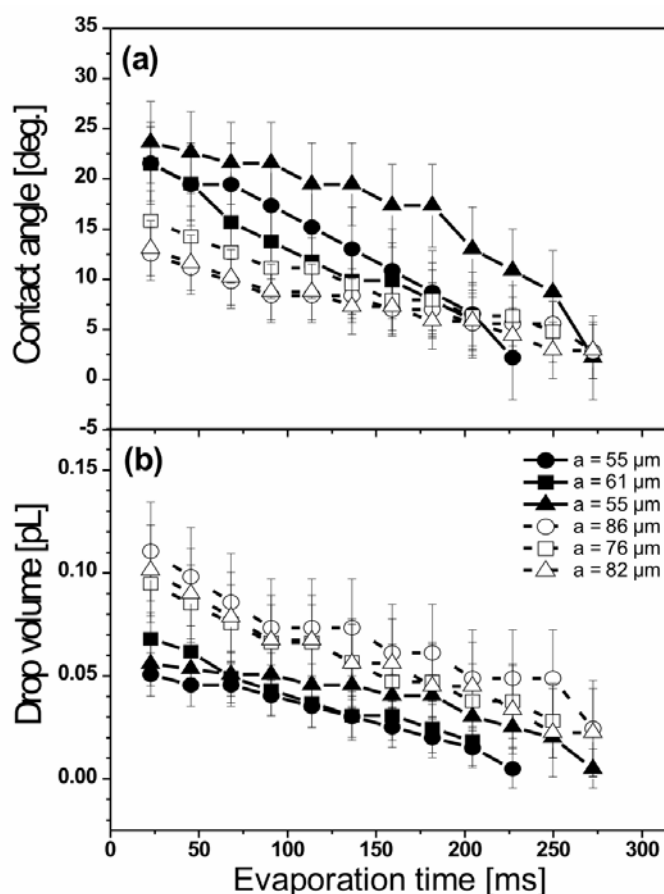 (a)
Contact angle [deg.]
35
30
25
20
15
10
5
0
-5
(b)
Drop volume [pL]
0.15
0.10
0.05
0.00
a = 55 µm
a = 61 µm
a = 55 µm
a = 86 µm
a = 76 µm
a = 82 µm
0 50 100 150 200 250 300
Evaporation time [ms]